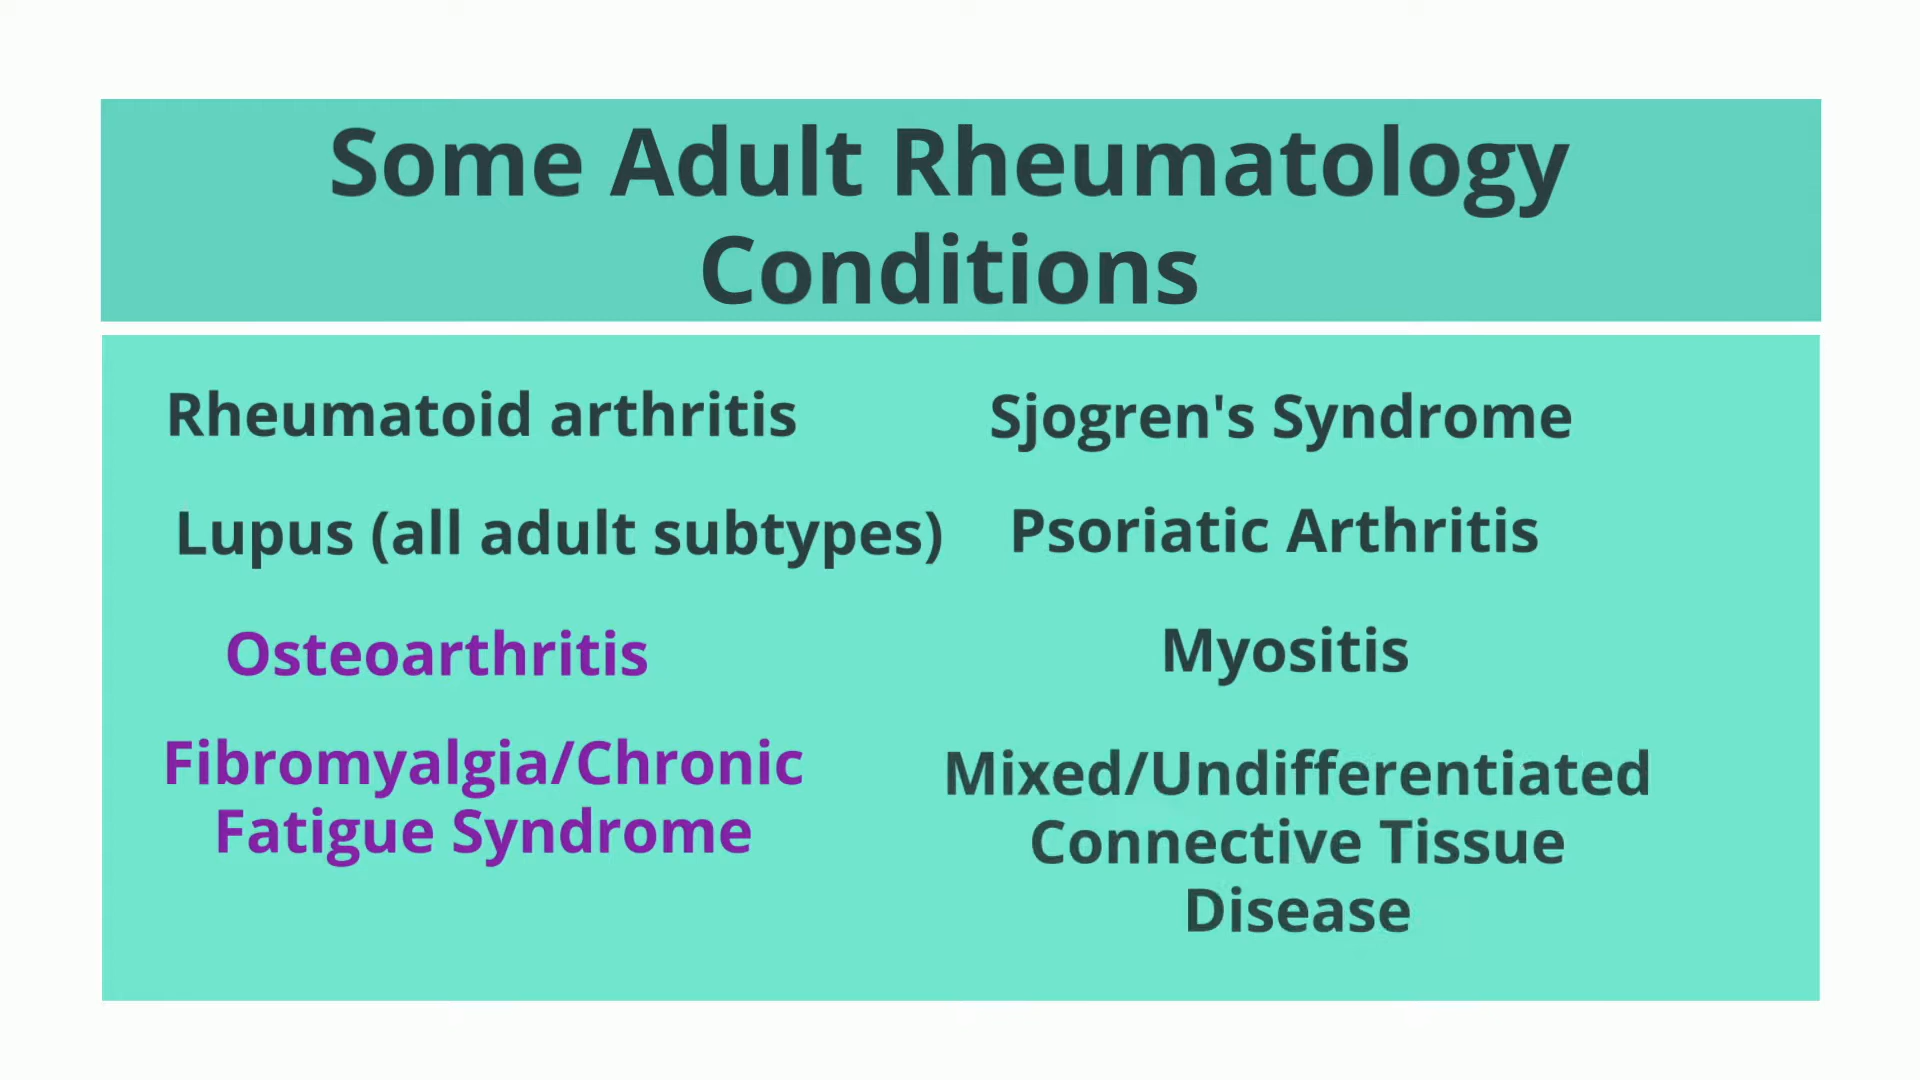 Some Adult Rheumatology
Conditions
Rheumatoid arthritis
Lupus (all adult subtypes)
Osteoarthritis
Fibromyalgia/Chronic
Fatigue Syndrome
Sjogren's Syndrome
Psoriatic Arthritis
Myositis
Mixed/Undifferentiated
Connective Tissue
Disease